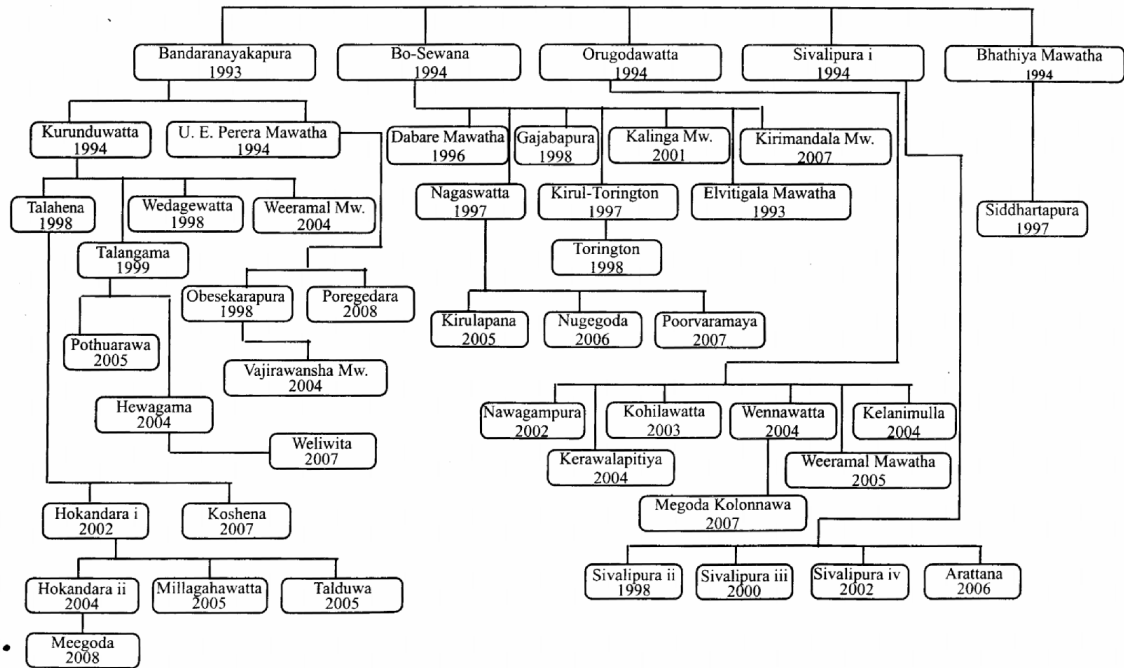 Bandaranayakapura
1993
Bo-Sewana
1994
Orugodawatta
1994
Sivalipura i
1994
Bhathiya Mawatha
1994
Kurunduwatta
1994
U. E. Perera Mawatha
1994
Dabare Mawatha
1996
Gajabapura
1998
Kalinga Mw.
2001
Kirimandala Mw.
2007
Talahena
1998
Wedagewatta
1998
Weeramal Mw.
2004
Nagaswatta
1997
Kirul-Torington
1997
Elvitigala Mawatha
1993
Siddhartapura
1997
Talangama
1999
Torington
1998
Obesekarapura
1998
Poregedara
2008
Kirulapana
2005
Nugegoda
2006
Poorvaramaya
2007
Pothuarawa
2005
Vajirawansha Mw.
2004
Hewagama
2004
Nawagampura
2002
Kohilawatta
2003
Wennawatta
2004
Kelanimulla
2004
Weliwita
2007
Kerawalapitiya
2004
Weeramal Mawatha
2005
Hokandara i
2002
Koshena
2007
Megoda Kolonnawa
2007
Hokandara ii
2004
Millagahawatta
2005
Talduwa
2005
Sivalipura ii
1998
Sivalipura iii
2000
Sivalipura iv
2002
Arattana
2006
Meegoda
2008